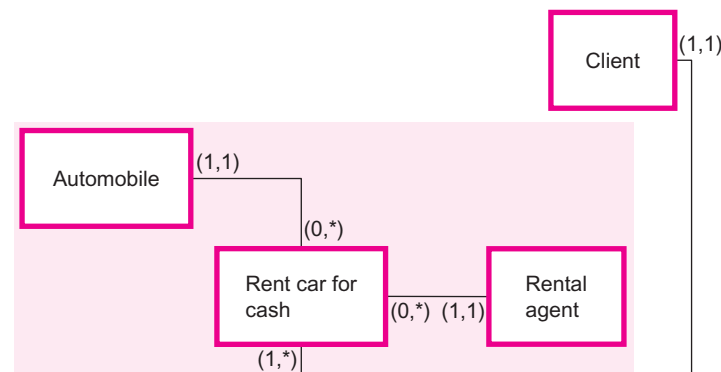 Client
(1,1)
Automobile
(1,1)
(0,*)
Rent car for
cash
(0,*)
(1,1)
Rental
agent
(1,*)